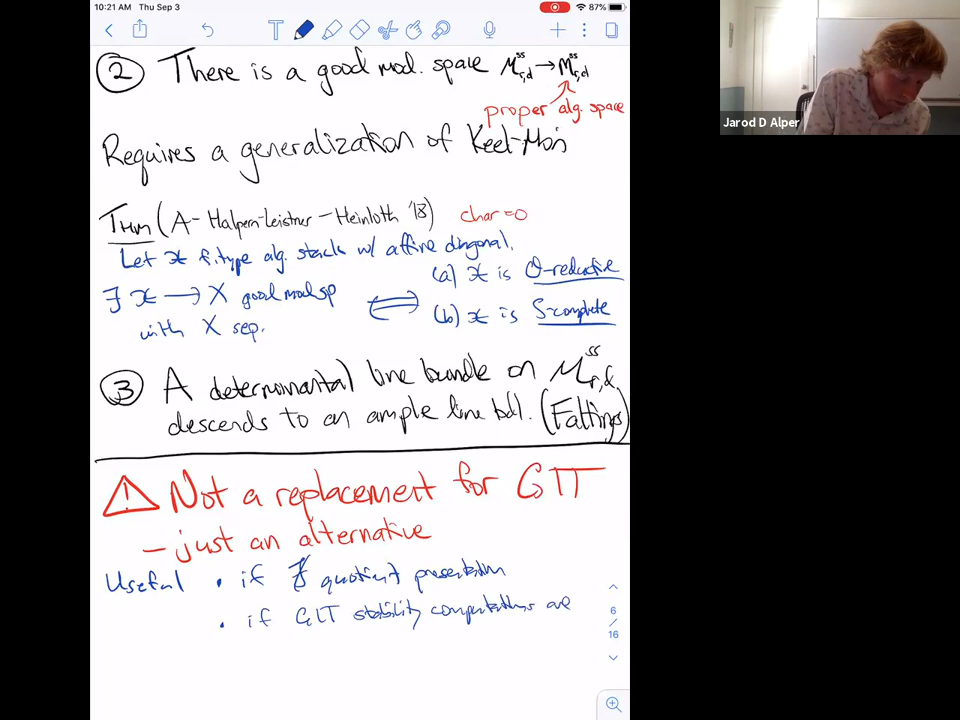 10:21 AM Thu Sep 3
87%
② There is a good mod. space M^ss_r,d → M^ss_r,d
proper alg. space
Requires a generalization of Keel-Mori
Thm (A- Halpern-Leistner - Heinloth '18) char = 0
Let X f.type alg. stack w/ affine diagonal.
∃ X → X good mod sp ⟺ (a) X is Θ-reductive
with X sep. (b) X is S-complete
③ A determinantal line bundle on M^ss_r,d
descends to an ample line bdl. (Faltings)
! Not a replacement for GIT
- just an alternative
Useful • if ∄ quotient presentation
• if GIT stability computations are
6
/
16
Jarod D Alper